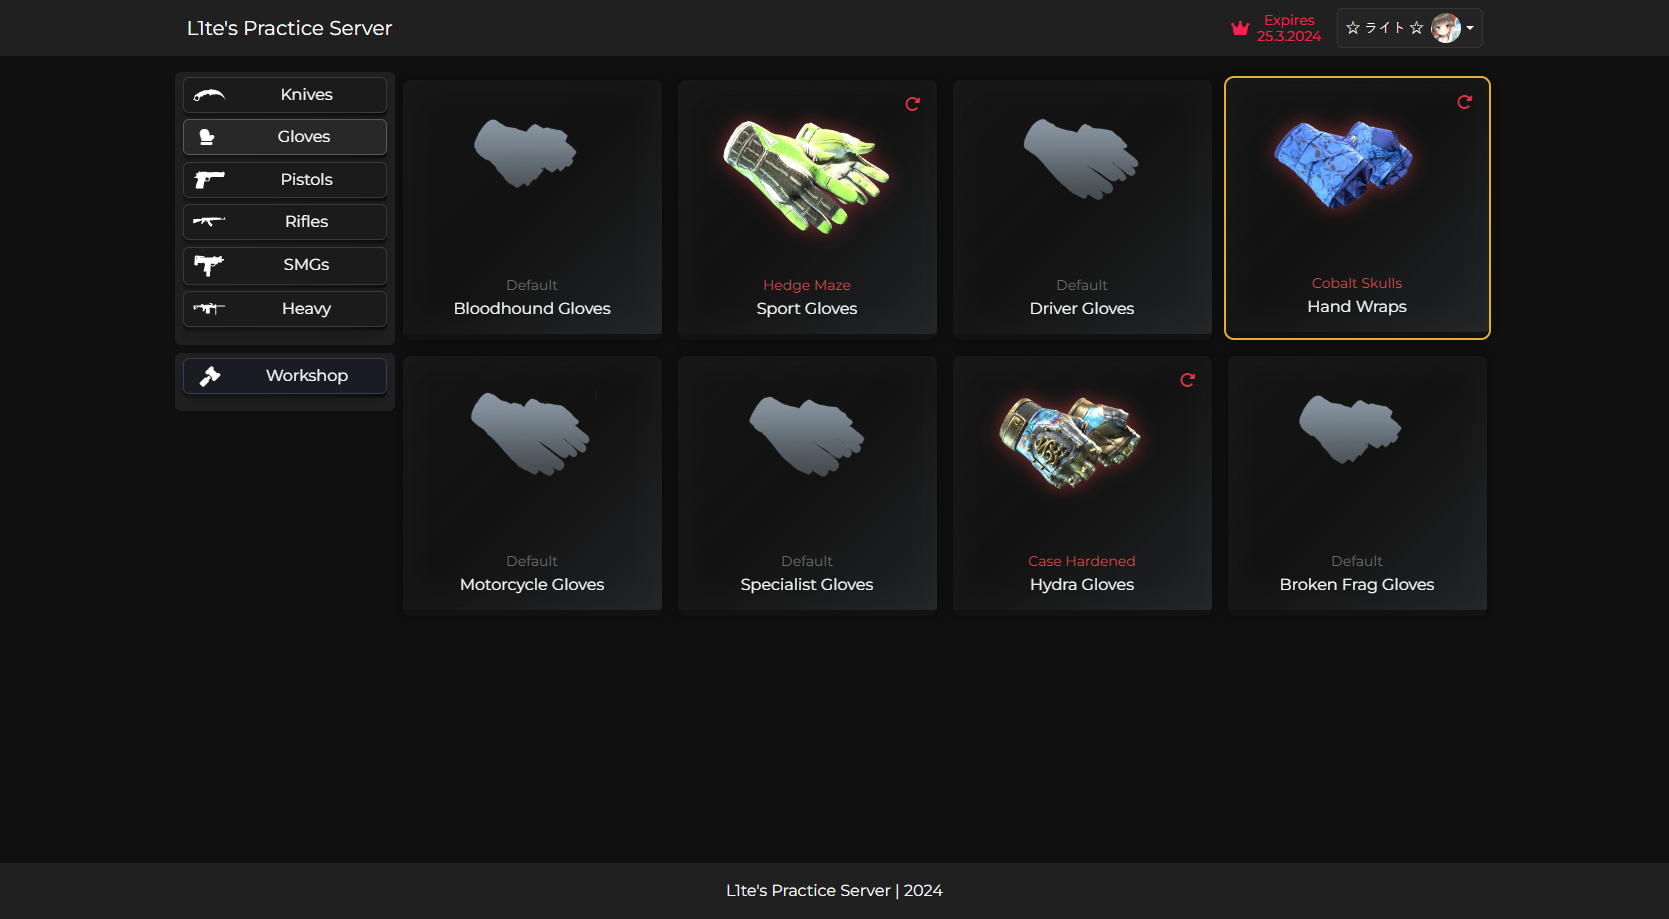 L1te's Practice Server
Expires
25.3.2024
☆ ライト ☆
Knives
Gloves
Pistols
Rifles
SMGs
Heavy
Workshop
Default
Bloodhound Gloves
Hedge Maze
Sport Gloves
Default
Driver Gloves
Cobalt Skulls
Hand Wraps
Default
Motorcycle Gloves
Default
Specialist Gloves
Case Hardened
Hydra Gloves
Default
Broken Frag Gloves
L1te's Practice Server | 2024